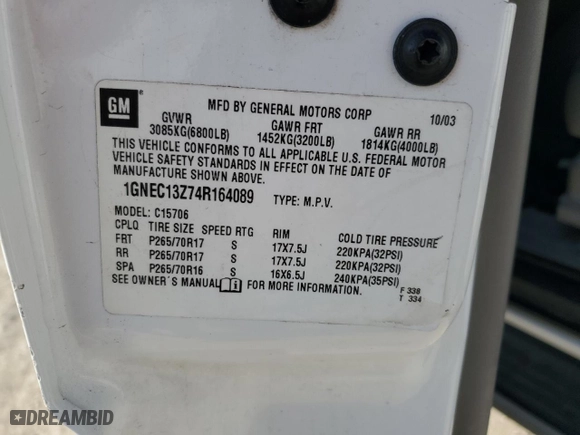 GM
MFD BY GENERAL MOTORS CORP 10/03
GVWR GAWR FRT GAWR RR
3085KG(6800LB) 1452KG(3200LB) 1814KG(4000LB)
THIS VEHICLE CONFORMS TO ALL APPLICABLE U.S. FEDERAL MOTOR
VEHICLE SAFETY STANDARDS IN EFFECT ON THE DATE OF
MANUFACTURE SHOWN ABOVE.
1GNEC13Z74R164089 TYPE: M.P.V.
MODEL: C15706
CPLQ TIRE SIZE SPEED RTG RIM COLD TIRE PRESSURE
FRT P265/70R17 S 17X7.5J 220KPA(32PSI)
RR P265/70R17 S 17X7.5J 220KPA(32PSI)
SPA P265/70R16 S 16X6.5J 240KPA(35PSI)
SEE OWNER'S MANUAL FOR MORE INFORMATION. F 338
T 334
DREAMBID